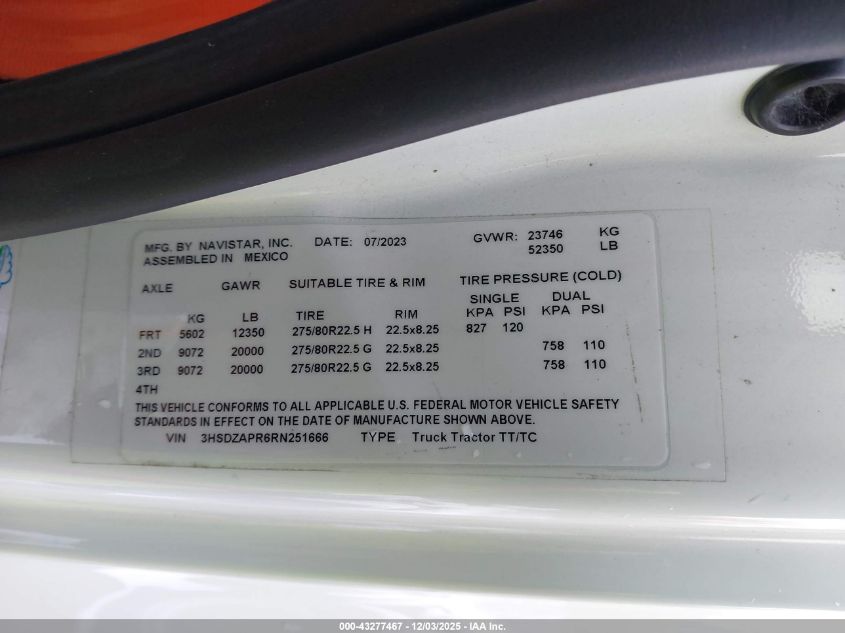 MFG. BY NAVISTAR, INC. DATE: 07/2023 GVWR: 23746 KG
52350 LB
ASSEMBLED IN MEXICO
AXLE GAWR SUITABLE TIRE & RIM TIRE PRESSURE (COLD)
SINGLE DUAL
KG LB TIRE RIM KPA PSI KPA PSI
FRT 5602 12350 275/80R22.5 H 22.5x8.25 827 120
2ND 9072 20000 275/80R22.5 G 22.5x8.25 758 110
3RD 9072 20000 275/80R22.5 G 22.5x8.25 758 110
4TH
THIS VEHICLE CONFORMS TO ALL APPLICABLE U.S. FEDERAL MOTOR VEHICLE SAFETY
STANDARDS IN EFFECT ON THE DATE OF MANUFACTURE SHOWN ABOVE.
VIN 3HSDZAPR6RN251666 TYPE Truck Tractor TT/TC
000-43277467 - 12/03/2025 - IAA Inc.